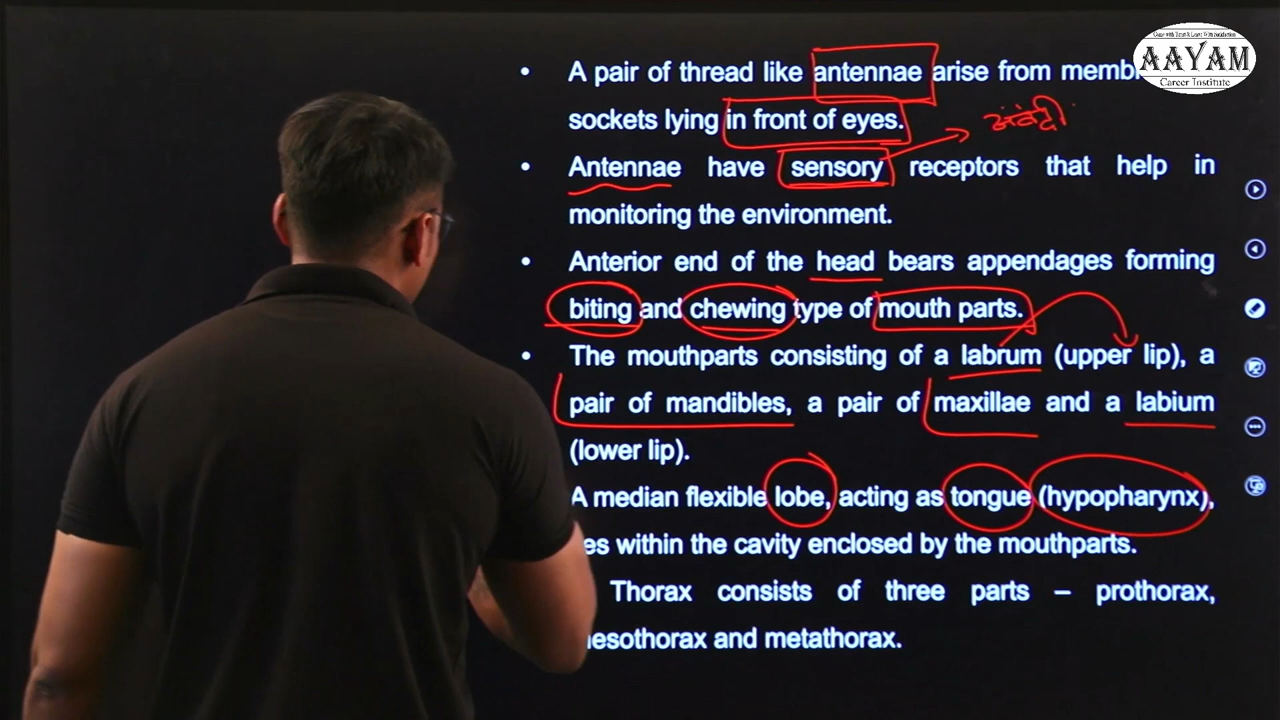 AAYAM
Career Institute
• A pair of thread like antennae arise from memb
sockets lying in front of eyes.
संवेदी
• Antennae have sensory receptors that help in
monitoring the environment.
• Anterior end of the head bears appendages forming
biting and chewing type of mouth parts.
• The mouthparts consisting of a labrum (upper lip), a
pair of mandibles, a pair of maxillae and a labium
(lower lip).
A median flexible lobe, acting as tongue (hypopharynx),
es within the cavity enclosed by the mouthparts.
Thorax consists of three parts – prothorax,
esothorax and metathorax.